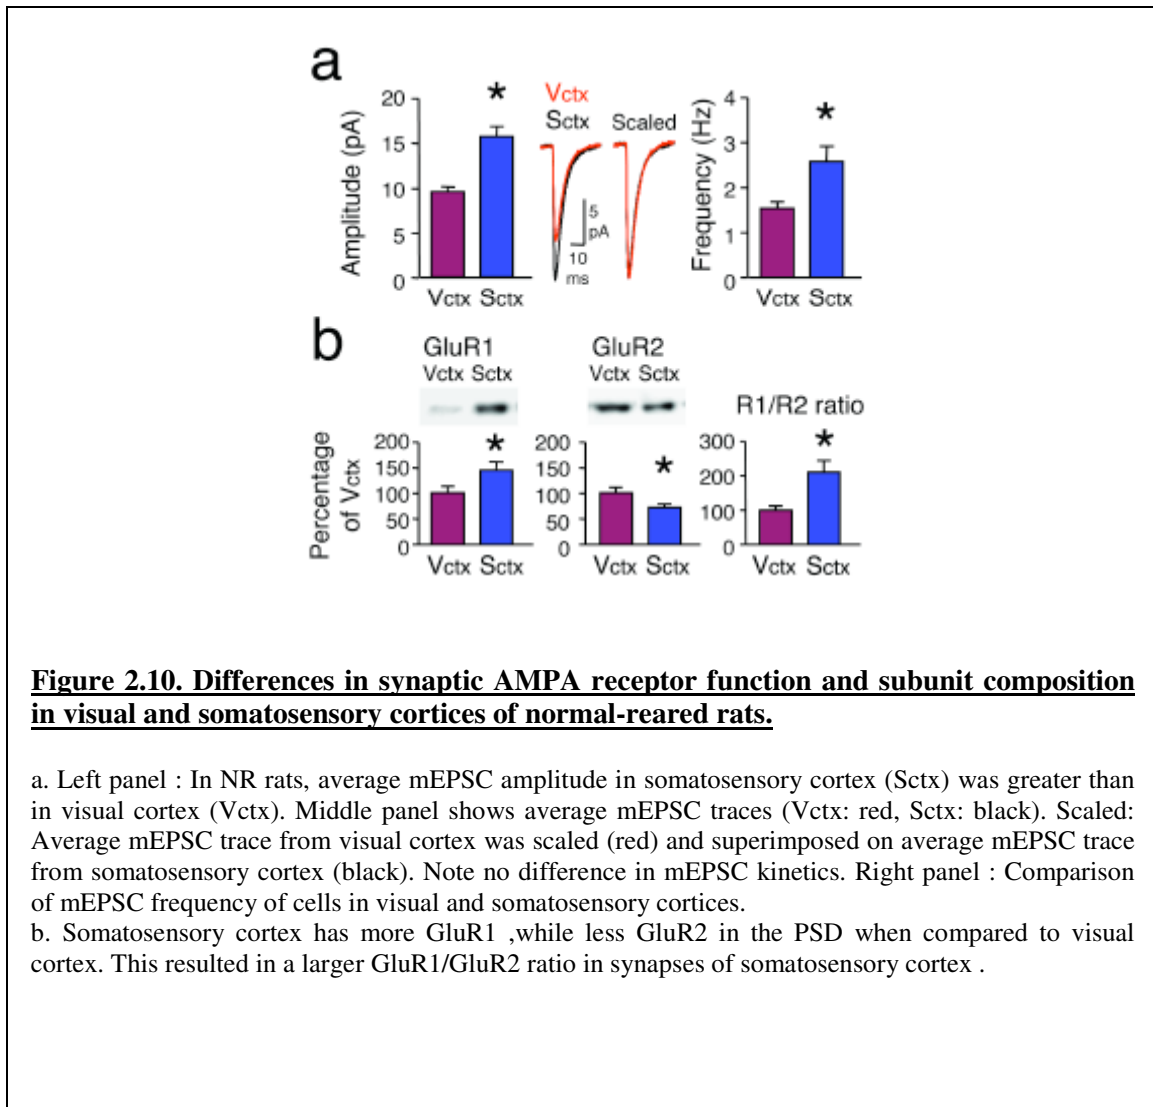 a
Amplitude (pA)
20
15
10
5
0
Vctx Sctx
*
Vctx
Sctx
Scaled
5
pA
10
ms
Frequency (Hz)
4
3
2
1
0
Vctx Sctx
*
b
GluR1
Vctx Sctx
GluR2
Vctx Sctx
R1/R2 ratio
Percentage
of Vctx
200
150
100
50
0
*
Vctx Sctx
200
150
100
50
0
*
Vctx Sctx
300
200
100
0
*
Vctx Sctx
Figure 2.10. Differences in synaptic AMPA receptor function and subunit composition
in visual and somatosensory cortices of normal-reared rats.
a. Left panel : In NR rats, average mEPSC amplitude in somatosensory cortex (Sctx) was greater than
in visual cortex (Vctx). Middle panel shows average mEPSC traces (Vctx: red, Sctx: black). Scaled:
Average mEPSC trace from visual cortex was scaled (red) and superimposed on average mEPSC trace
from somatosensory cortex (black). Note no difference in mEPSC kinetics. Right panel : Comparison
of mEPSC frequency of cells in visual and somatosensory cortices.
b. Somatosensory cortex has more GluR1 ,while less GluR2 in the PSD when compared to visual
cortex. This resulted in a larger GluR1/GluR2 ratio in synapses of somatosensory cortex .